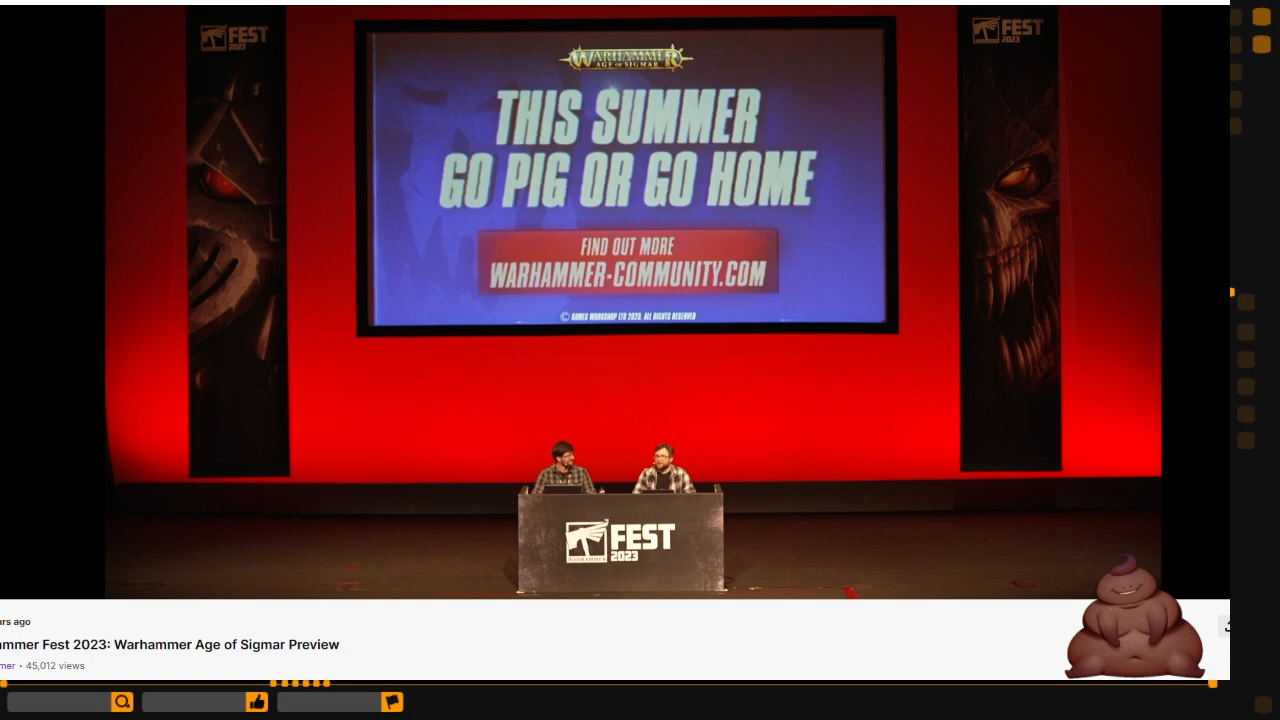 FEST
2023
FEST
2023
WARHAMMER
AGE OF SIGMAR
THIS SUMMER
GO PIG OR GO HOME
FIND OUT MORE
WARHAMMER-COMMUNITY.COM
© GAMES WORKSHOP LTD 2023. ALL RIGHTS RESERVED
WARHAMMER
FEST
2023
urs ago
ammer Fest 2023: Warhammer Age of Sigmar Preview
mer • 45,012 views